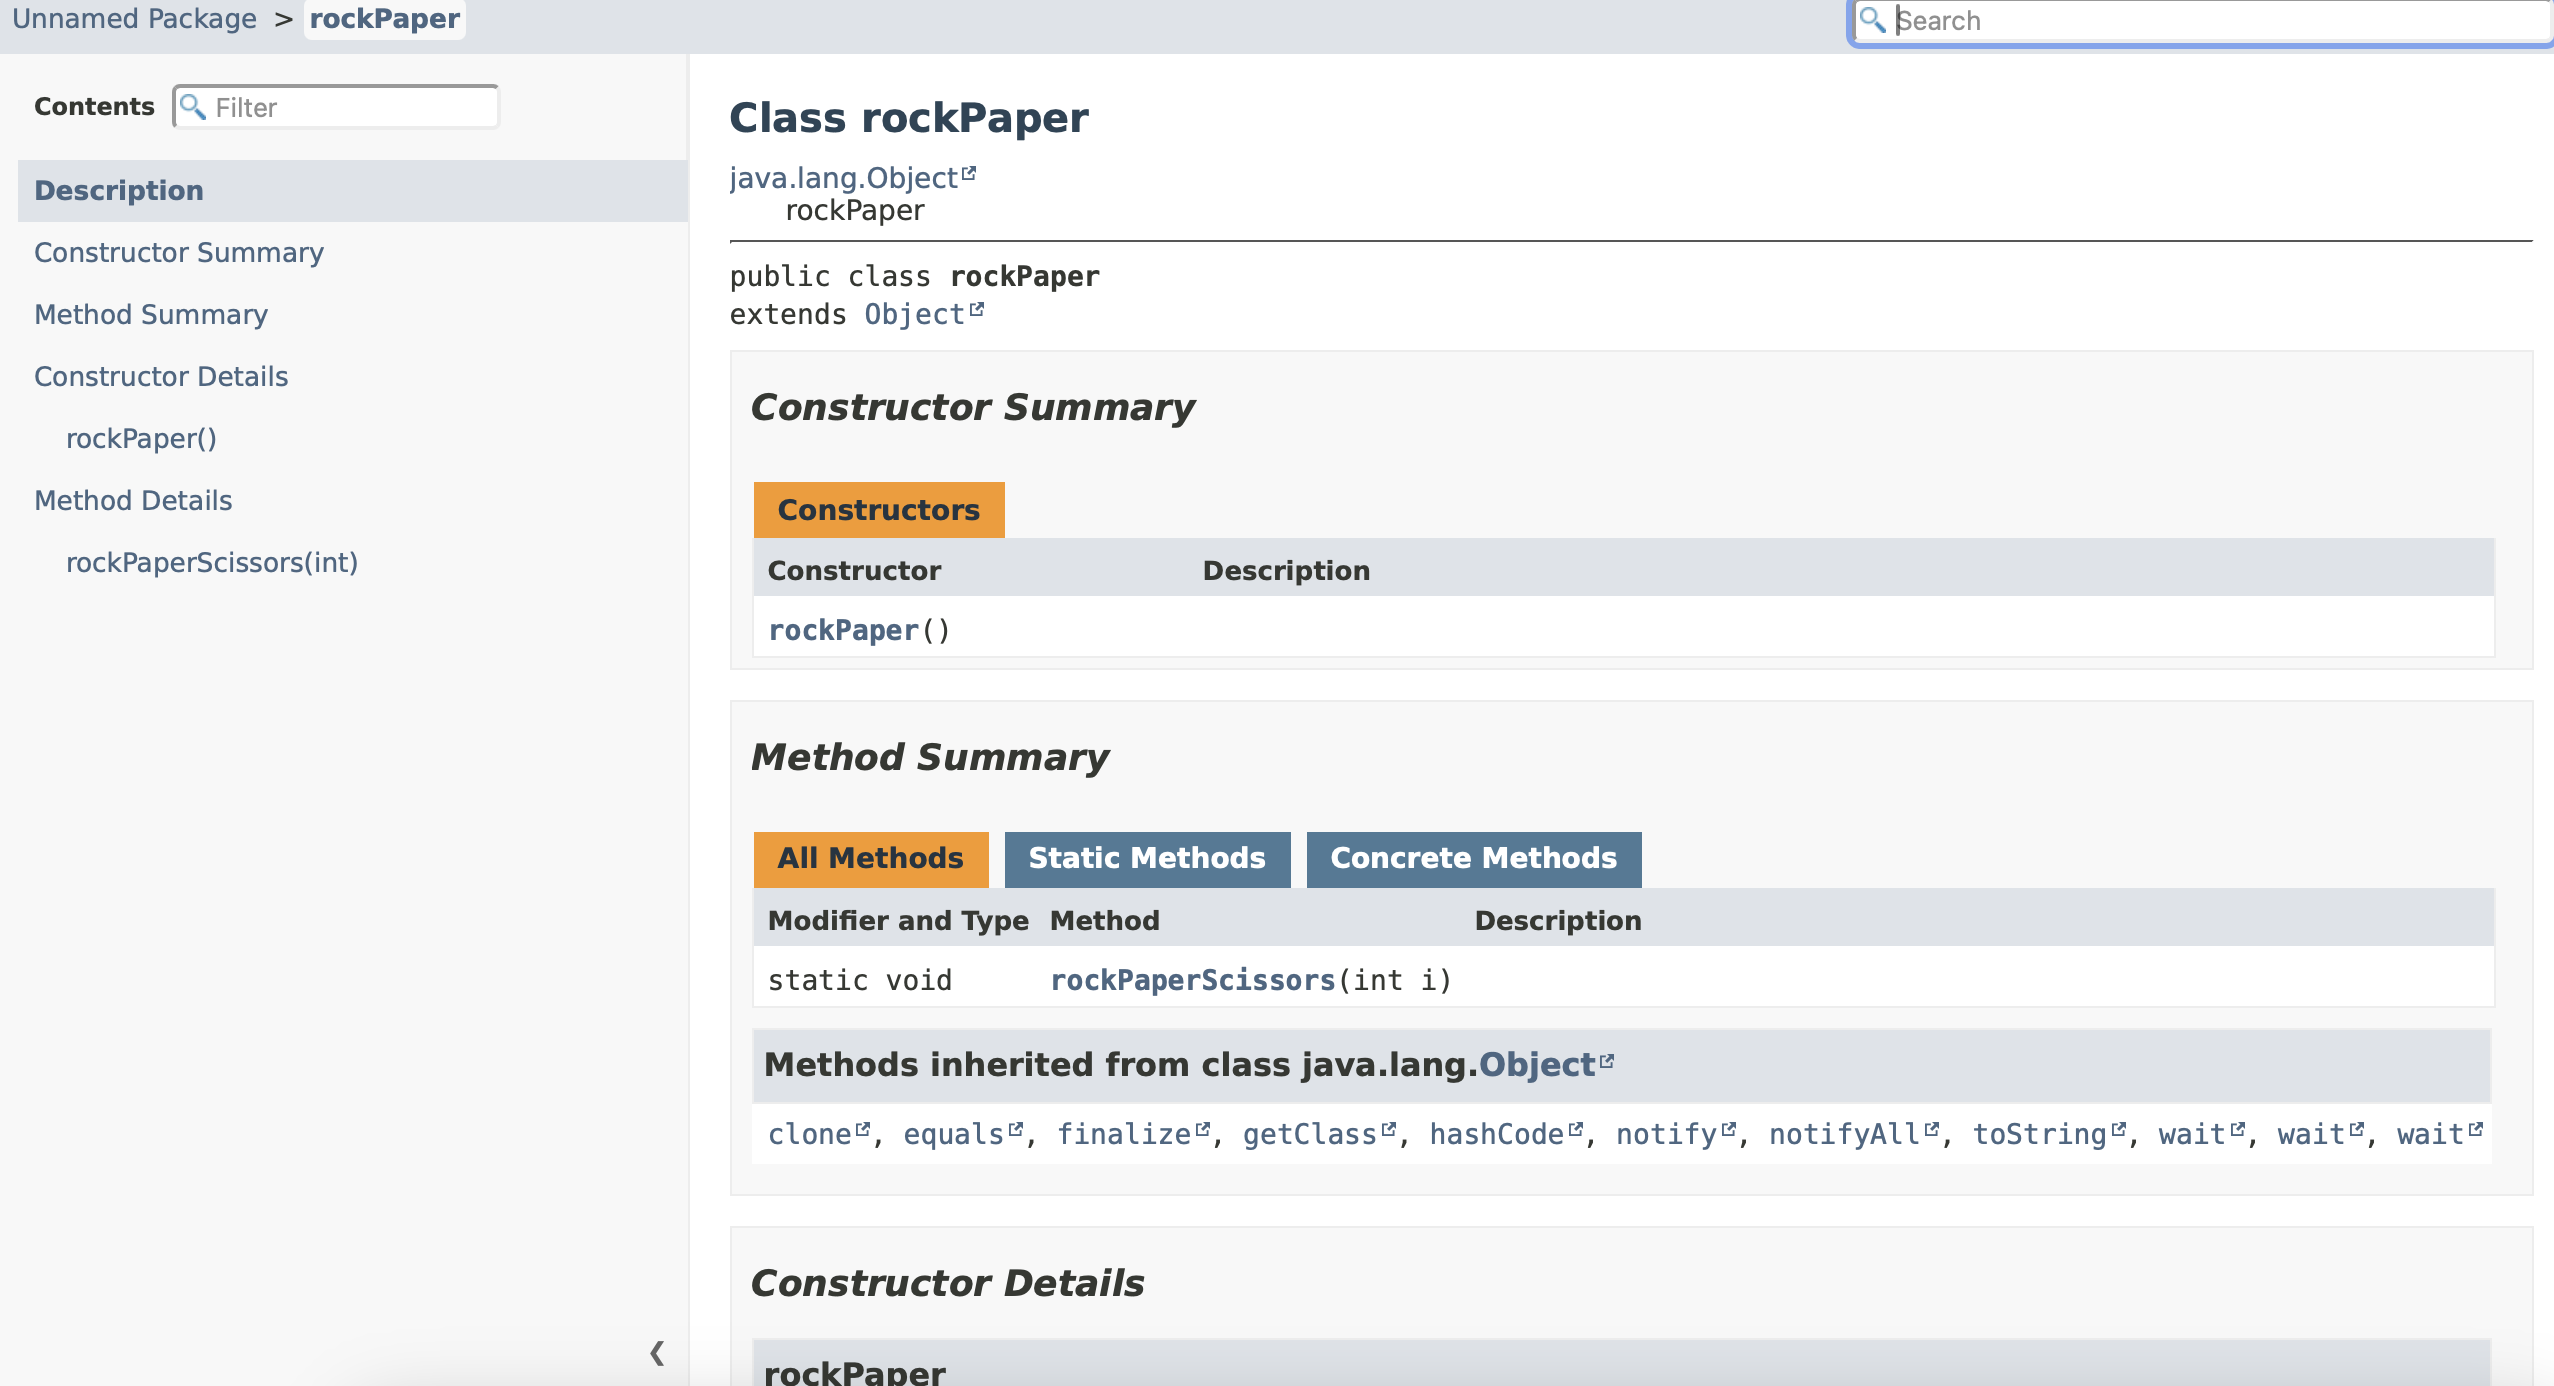 Unnamed Package > rockPaper
Search
Contents
Filter
Description
Constructor Summary
Method Summary
Constructor Details
rockPaper()
Method Details
rockPaperScissors(int)
Class rockPaper
java.lang.Object
rockPaper
public class rockPaper
extends Object
Constructor Summary
Constructors
Constructor Description
rockPaper()
Method Summary
All Methods Static Methods Concrete Methods
Modifier and Type Method Description
static void rockPaperScissors(int i)
Methods inherited from class java.lang.Object
clone, equals, finalize, getClass, hashCode, notify, notifyAll, toString, wait, wait, wait
Constructor Details
rockPaper